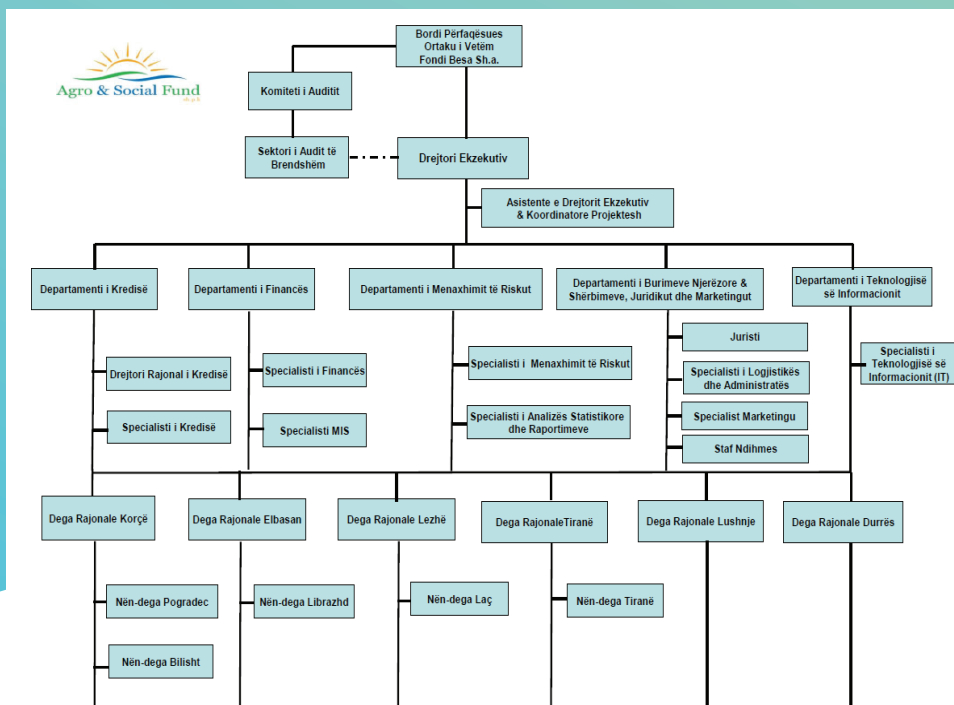 Bordi Përfaqësues
Ortaku i Vetëm
Fondi Besa Sh.a.
Agro & Social Fund
Komiteti i Auditit
Sektori i Audit të
Brendshëm
Drejtori Ekzekutiv
Asistente e Drejtorit Ekzekutiv
& Koordinatore Projektesh
Departamenti i Kredisë
Departamenti i Financës
Departamenti i Menaxhimit të Riskut
Departamenti i Burimeve Njerëzore &
Shërbimeve, Juridikut dhe Marketingut
Departamenti i Teknologjisë
së Informacionit
Drejtori Rajonal i Kredisë
Specialisti i Kredisë
Specialisti i Financës
Specialisti MIS
Specialisti i Menaxhimit të Riskut
Specialisti i Analizës Statistikore
dhe Raportimeve
Juristi
Specialisti i Logjistikës
dhe Administratës
Specialist Marketingu
Staf Ndihmes
Specialisti i
Teknologjisë së
Informacionit (IT)
Dega Rajonale Korçë
Dega Rajonale Elbasan
Dega Rajonale Lezhë
Dega RajonaleTiranë
Dega Rajonale Lushnje
Dega Rajonale Durrës
Nën-dega Pogradec
Nën-dega Bilisht
Nën-dega Librazhd
Nën-dega Laç
Nën-dega Tiranë